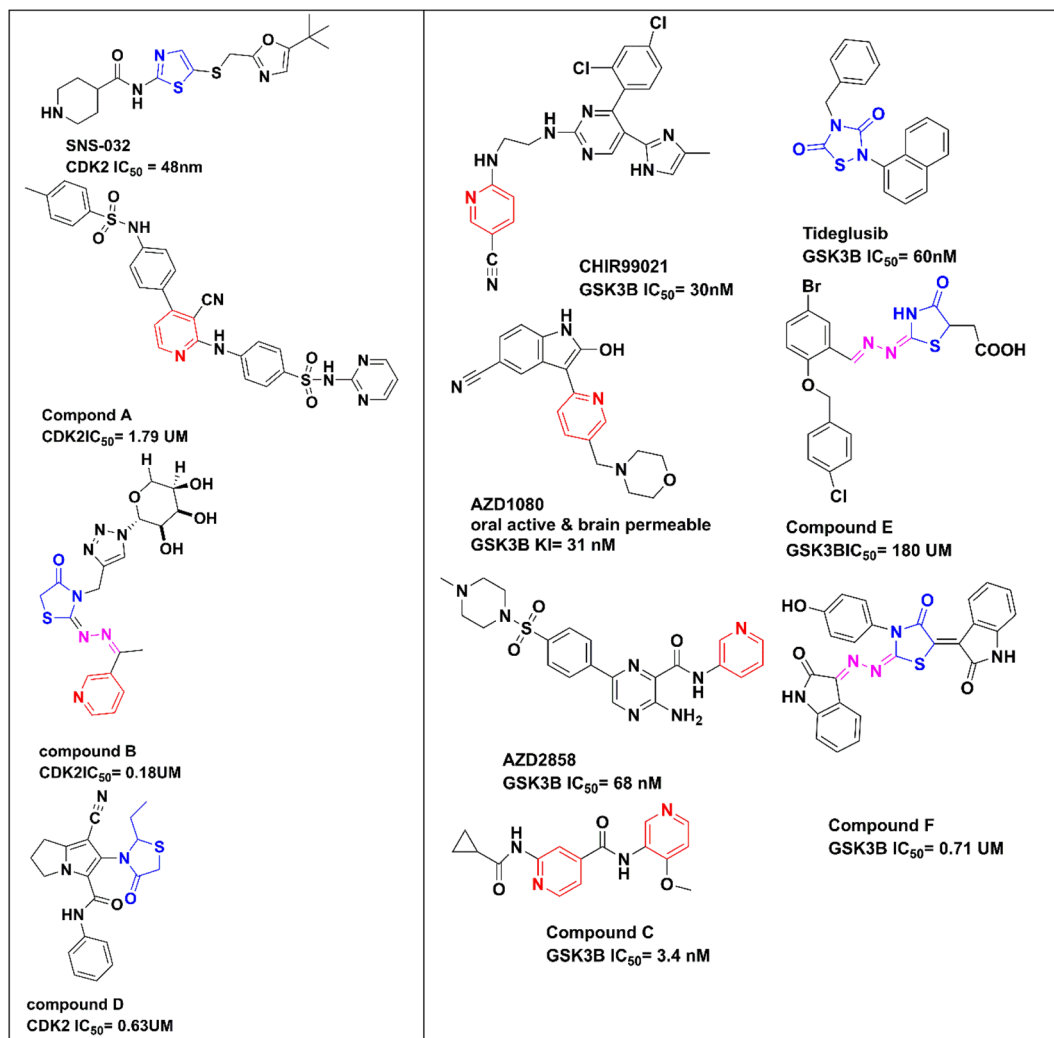 SNS-032
CDK2 IC50 = 48nm
Compond A
CDK2IC50= 1.79 UM
compound B
CDK2IC50= 0.18UM
compound D
CDK2 IC50= 0.63UM
CHIR99021
GSK3B IC50= 30nM
Tideglusib
GSK3B IC50= 60nM
AZD1080
oral active & brain permeable
GSK3B KI= 31 nM
Compound E
GSK3BIC50= 180 UM
AZD2858
GSK3B IC50= 68 nM
Compound F
GSK3B IC50= 0.71 UM
Compound C
GSK3B IC50= 3.4 nM